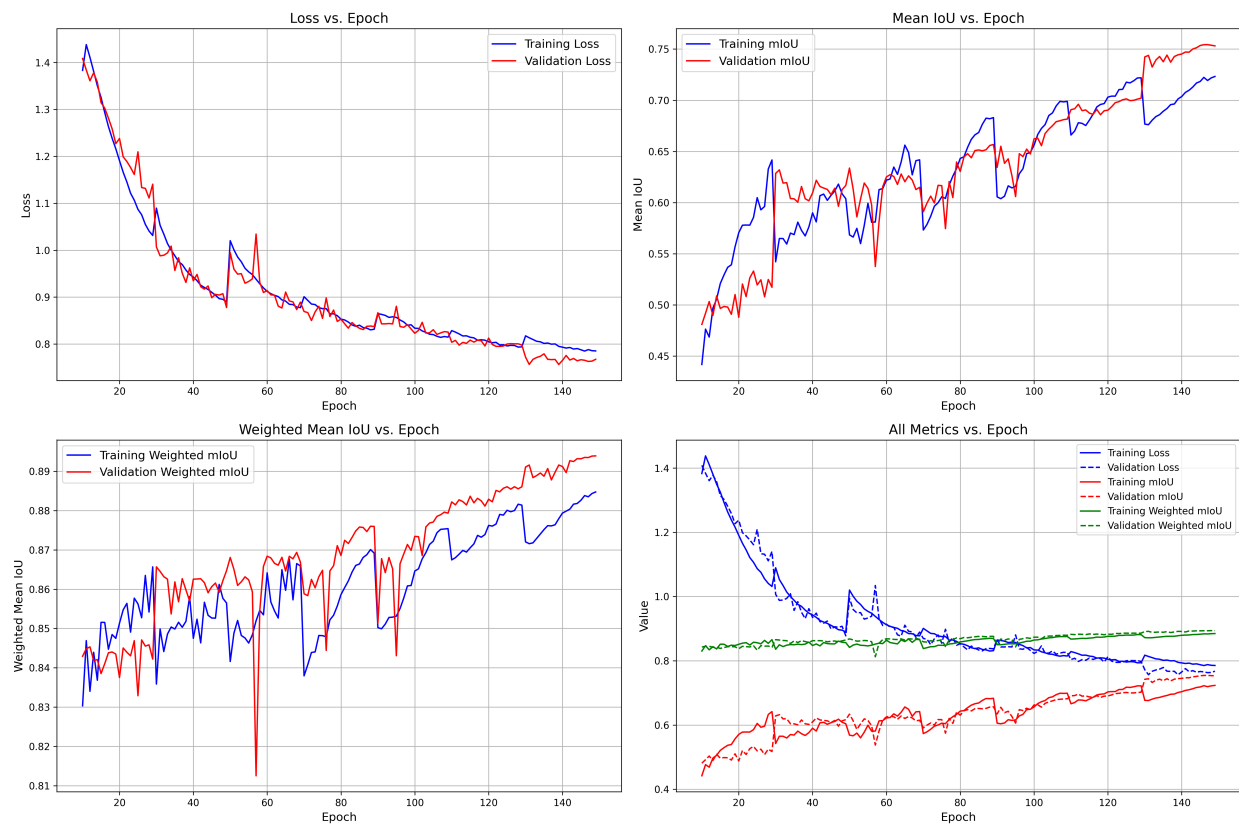 Loss vs. Epoch
Training Loss
Validation Loss
Loss
1.4
1.3
1.2
1.1
1.0
0.9
0.8
20 40 60 80 100 120 140
Epoch
Mean IoU vs. Epoch
Training mIoU
Validation mIoU
Mean IoU
0.75
0.70
0.65
0.60
0.55
0.50
0.45
20 40 60 80 100 120 140
Epoch
Weighted Mean IoU vs. Epoch
Training Weighted mIoU
Validation Weighted mIoU
Weighted Mean IoU
0.89
0.88
0.87
0.86
0.85
0.84
0.83
0.82
0.81
20 40 60 80 100 120 140
Epoch
All Metrics vs. Epoch
Training Loss
Validation Loss
Training mIoU
Validation mIoU
Training Weighted mIoU
Validation Weighted mIoU
Value
1.4
1.2
1.0
0.8
0.6
0.4
20 40 60 80 100 120 140
Epoch